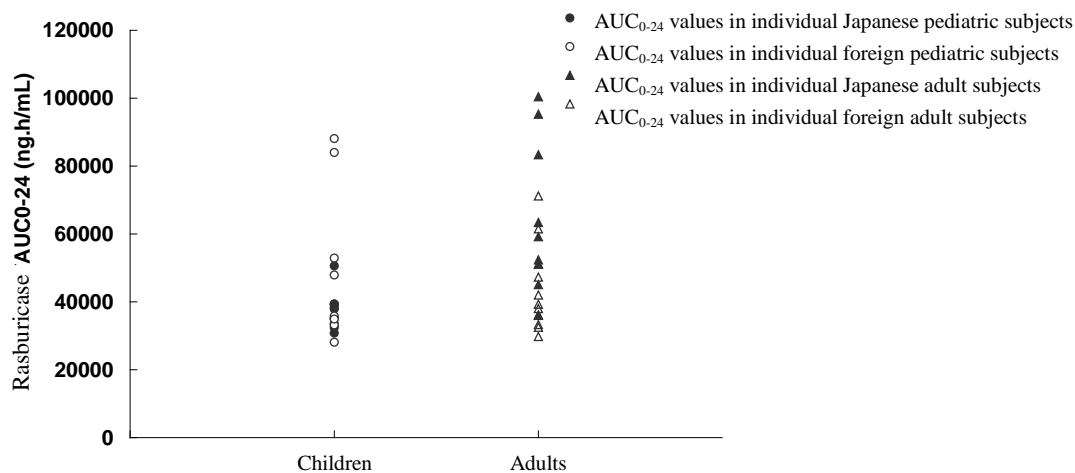 AUC0-24 values in individual Japanese pediatric subjects
AUC0-24 values in individual foreign pediatric subjects
AUC0-24 values in individual Japanese adult subjects
AUC0-24 values in individual foreign adult subjects
Rasburicase AUC0-24 (ng.h/mL)
120000
100000
80000
60000
40000
20000
0
Children
Adults